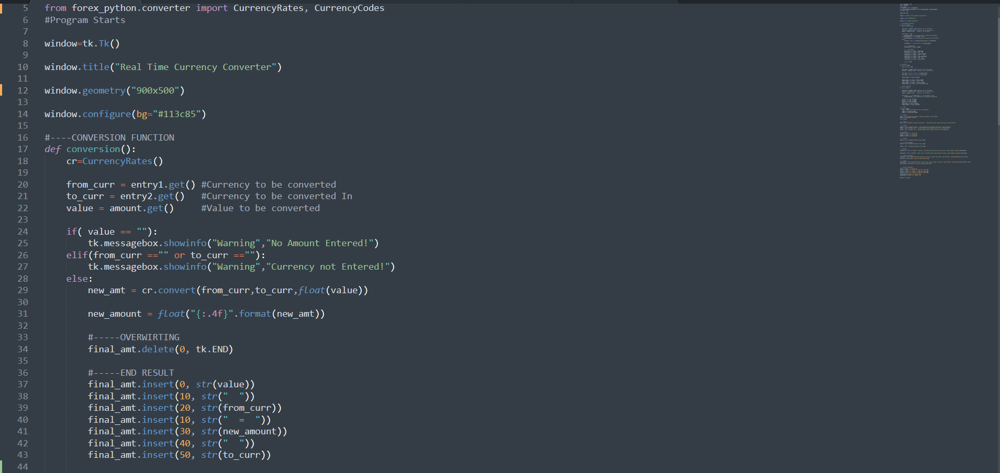 5 from forex_python.converter import CurrencyRates, CurrencyCodes
6 #Program Starts
7
8 window=tk.Tk()
9
10 window.title("Real Time Currency Converter")
11
12 window.geometry("900x500")
13
14 window.configure(bg="#113c85")
15
16 #----CONVERSION FUNCTION
17 def conversion():
18     cr=CurrencyRates()
19
20     from_curr = entry1.get() #Currency to be converted
21     to_curr = entry2.get()   #Currency to be converted In
22     value = amount.get()     #Value to be converted
23
24     if( value == ""):
25         tk.messagebox.showinfo("Warning","No Amount Entered!")
26     elif(from_curr =="" or to_curr ==""):
27         tk.messagebox.showinfo("Warning","Currency not Entered!")
28     else:
29         new_amt = cr.convert(from_curr,to_curr,float(value))
30
31         new_amount = float("{:.4f}".format(new_amt))
32
33         #-----OVERWIRTING
34         final_amt.delete(0, tk.END)
35
36         #-----END RESULT
37         final_amt.insert(0, str(value))
38         final_amt.insert(10, str("  "))
39         final_amt.insert(20, str(from_curr))
40         final_amt.insert(10, str("  =  "))
41         final_amt.insert(30, str(new_amount))
42         final_amt.insert(40, str("  "))
43         final_amt.insert(50, str(to_curr))
44